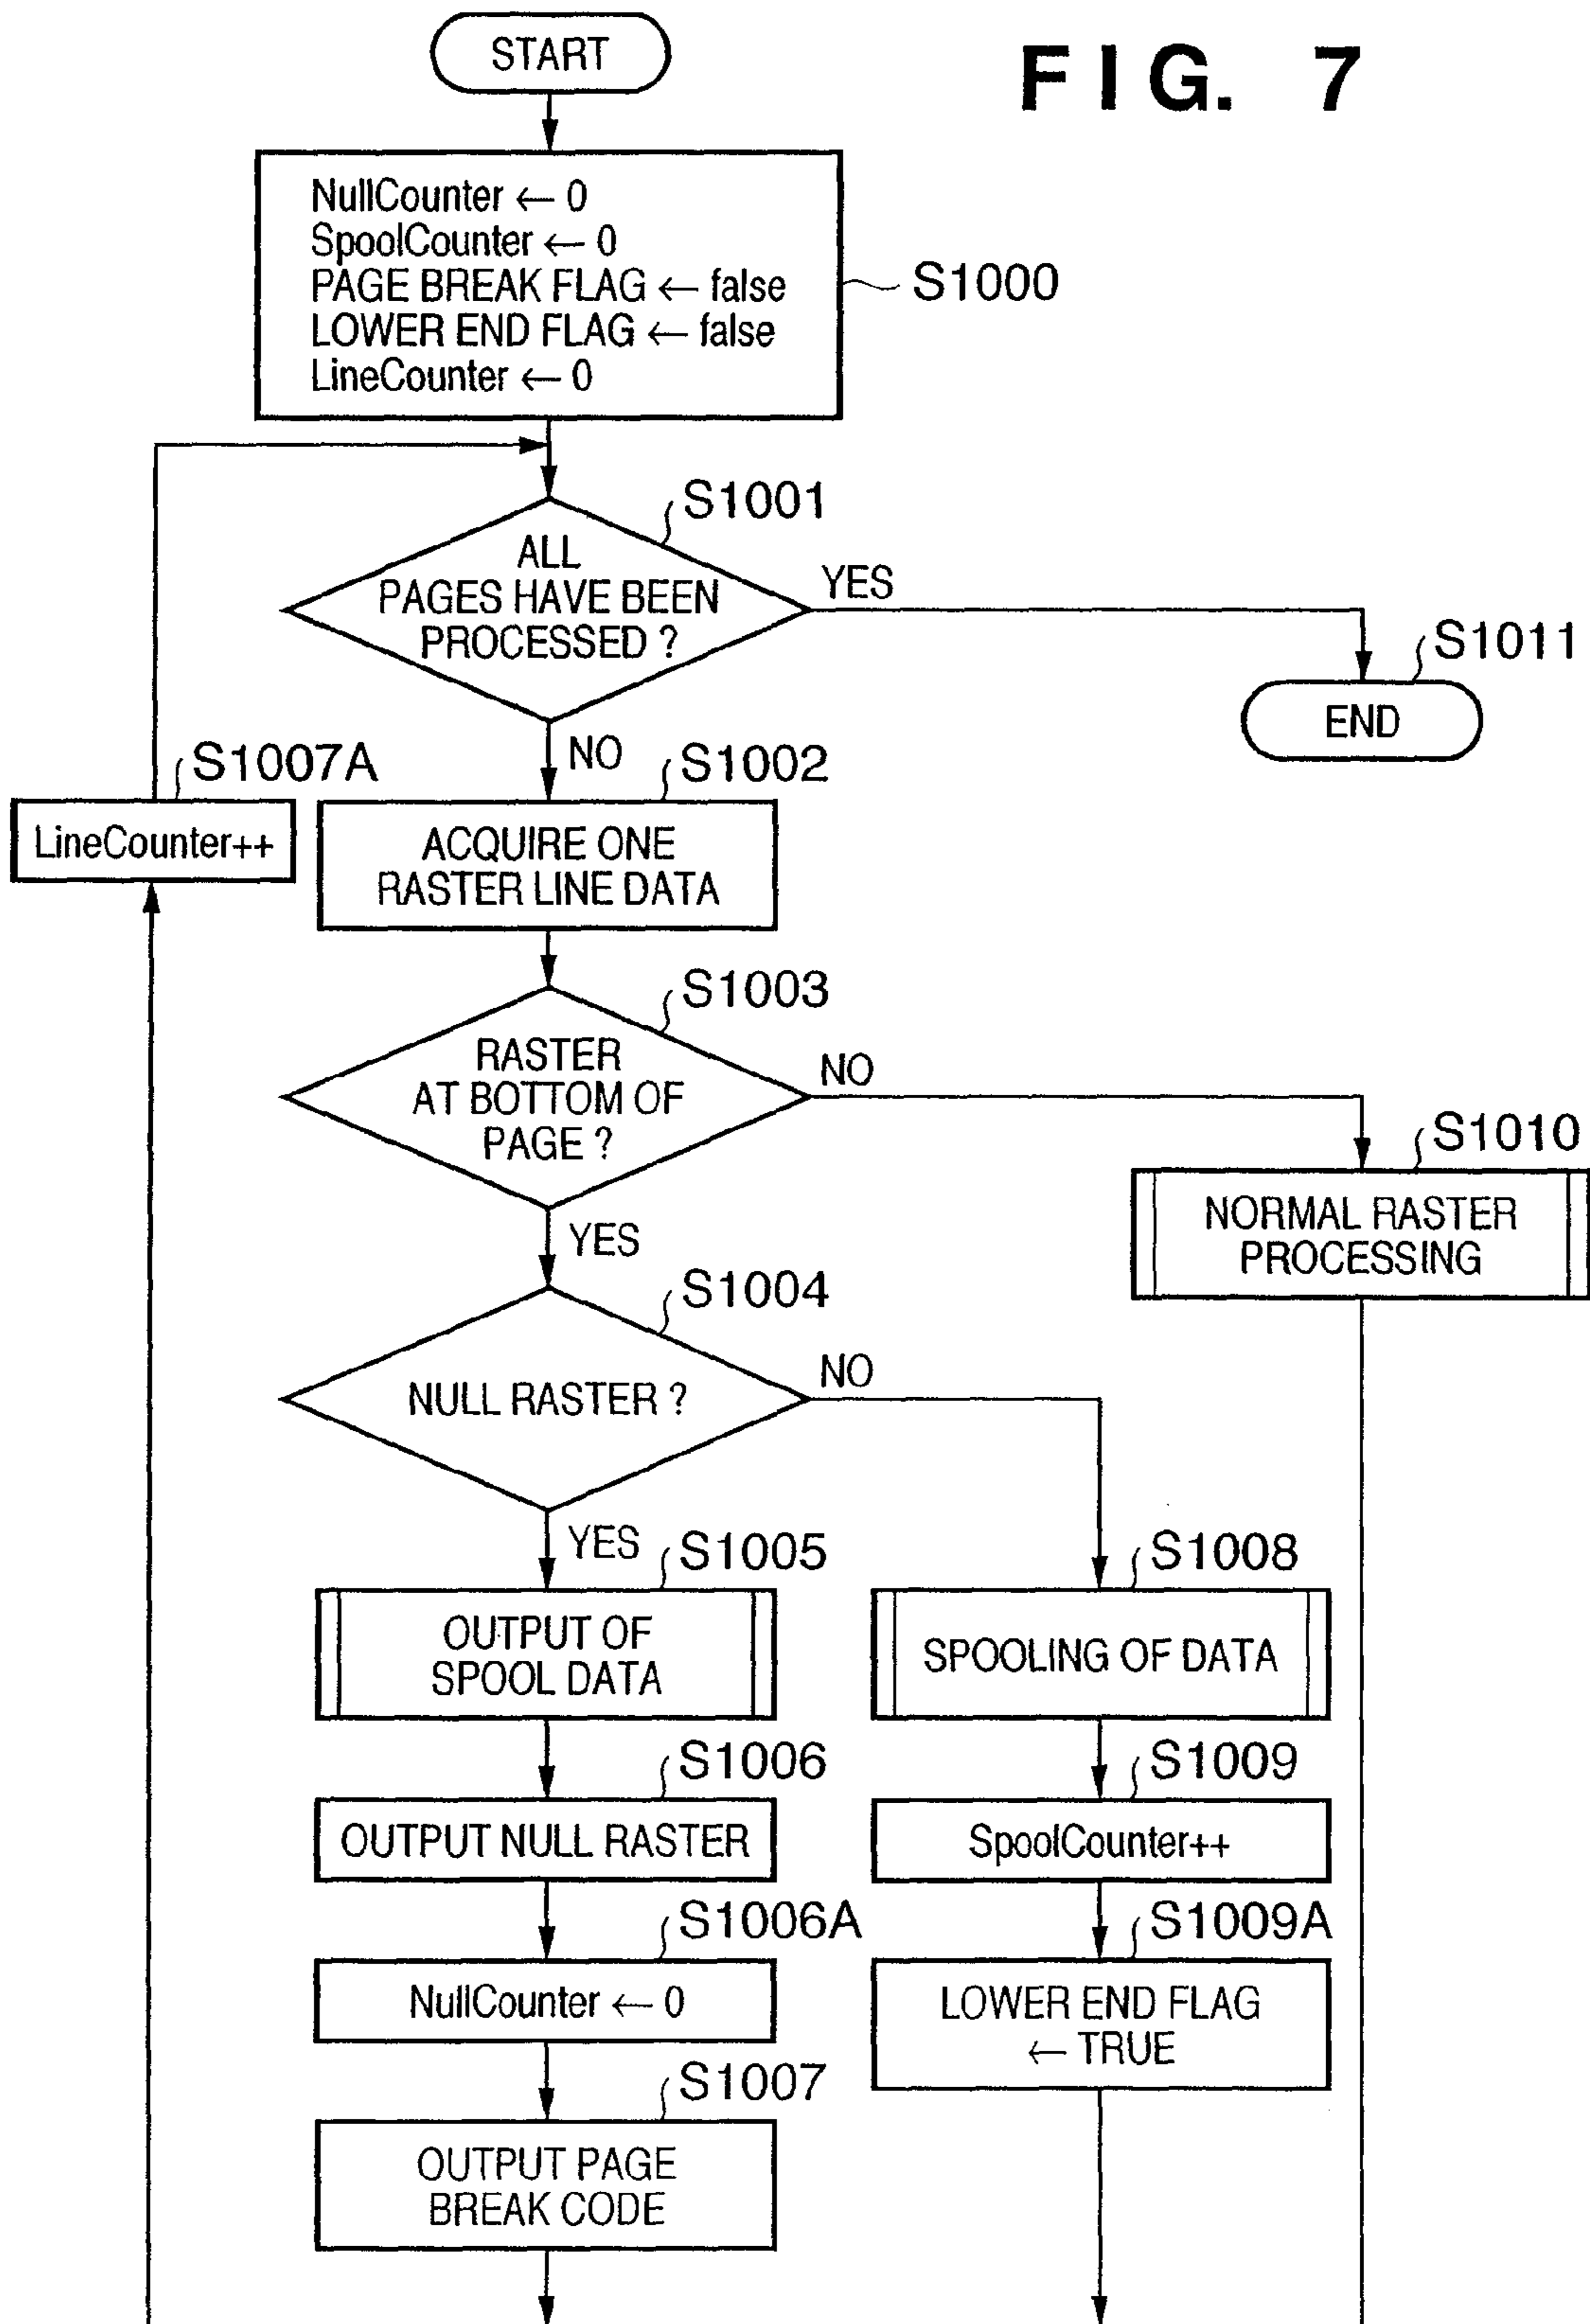 START
FIG. 7
NullCounter ← 0
SpoolCounter ← 0
PAGE BREAK FLAG ← false
LOWER END FLAG ← false
LineCounter ← 0
S1000
S1001
ALL
PAGES HAVE BEEN
PROCESSED ?
YES
S1011
END
NO
S1007A
LineCounter++
S1002
ACQUIRE ONE
RASTER LINE DATA
S1003
RASTER
AT BOTTOM OF
PAGE ?
NO
S1010
NORMAL RASTER
PROCESSING
YES
S1004
NULL RASTER ?
NO
YES
S1005
OUTPUT OF
SPOOL DATA
S1008
SPOOLING OF DATA
S1006
OUTPUT NULL RASTER
S1009
SpoolCounter++
S1006A
NullCounter ← 0
S1009A
LOWER END FLAG
← TRUE
S1007
OUTPUT PAGE
BREAK CODE